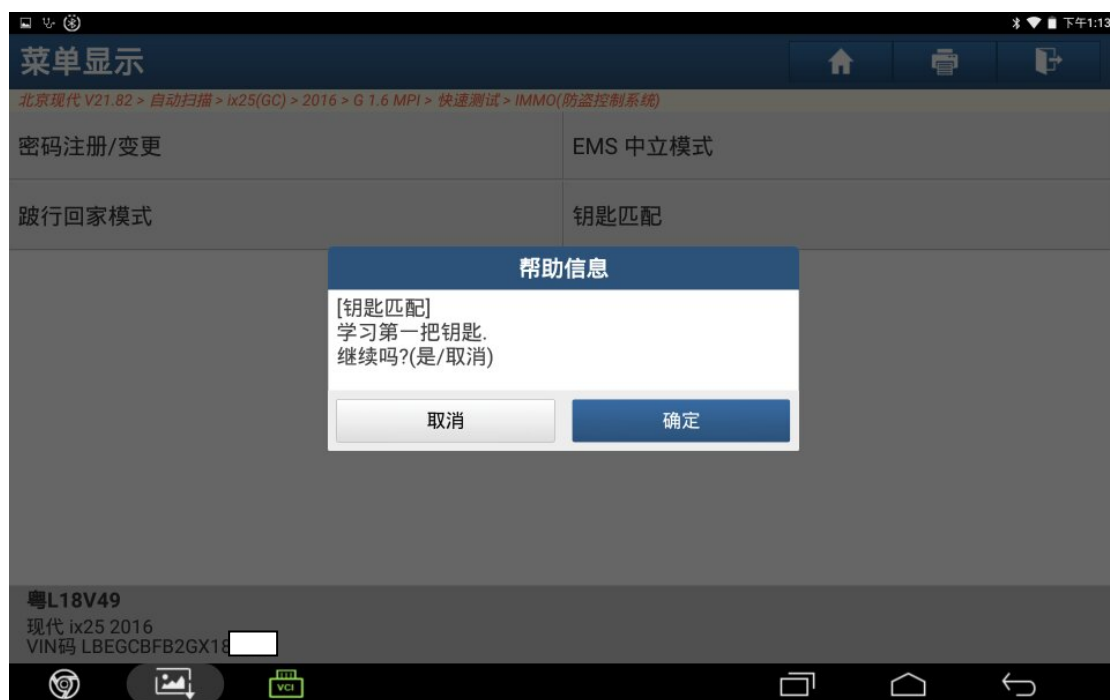 下午1:13
菜单显示
北京现代 V21.82 > 自动扫描 > ix25(GC) > 2016 > G 1.6 MPI > 快速测试 > IMMO(防盗控制系统)
密码注册/变更
EMS 中立模式
跛行回家模式
钥匙匹配
帮助信息
[钥匙匹配]
学习第一把钥匙.
继续吗?(是/取消)
取消
确定
粤L18V49
现代 ix25 2016
VIN码 LBEGCBFB2GX18
VCI